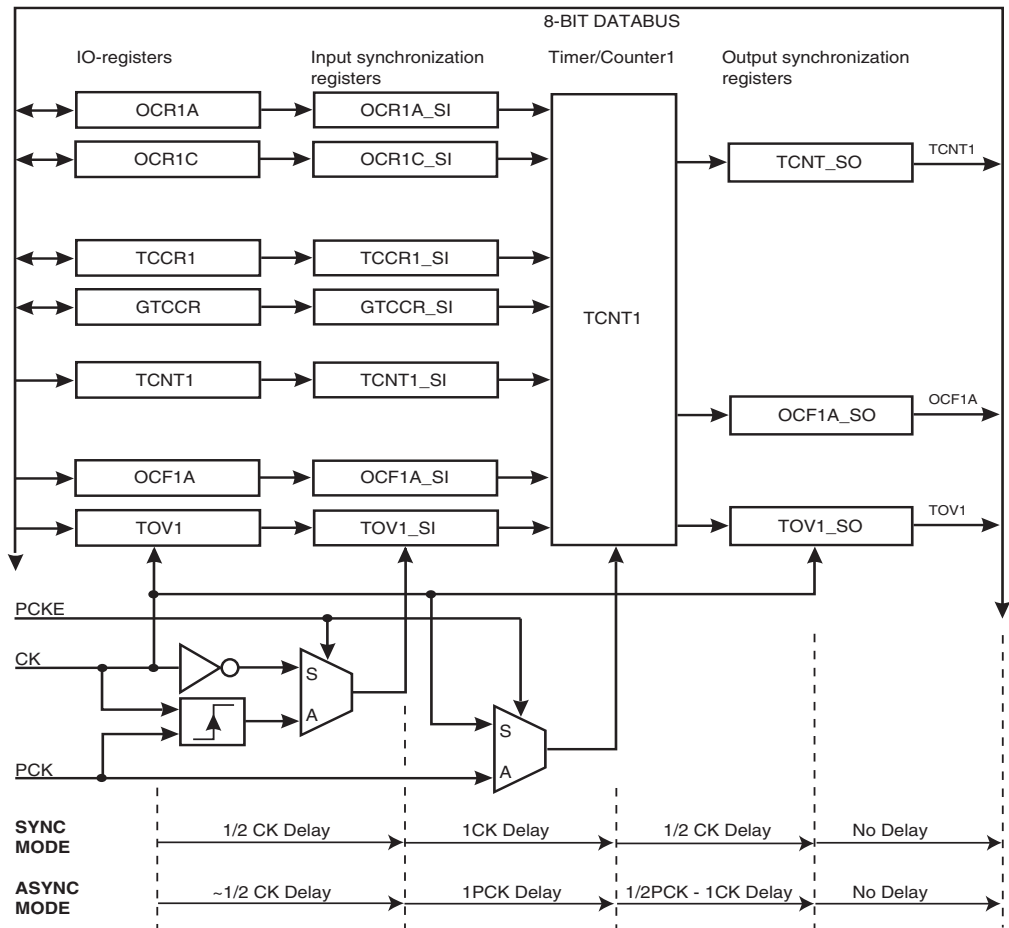 8-BIT DATABUS
IO-registers
Input synchronization
registers
Timer/Counter1
Output synchronization
registers
OCR1A
OCR1A_SI
OCR1C
OCR1C_SI
TCNT_SO
TCNT1
TCCR1
TCCR1_SI
GTCCR
GTCCR_SI
TCNT1
TCNT1
TCNT1_SI
OCF1A_SO
OCF1A
OCF1A
OCF1A_SI
TOV1
TOV1_SI
TOV1_SO
TOV1
PCKE
CK
S
A
S
A
PCK
SYNC
MODE
1/2 CK Delay
1CK Delay
1/2 CK Delay
No Delay
ASYNC
MODE
~1/2 CK Delay
1PCK Delay
1/2PCK - 1CK Delay
No Delay